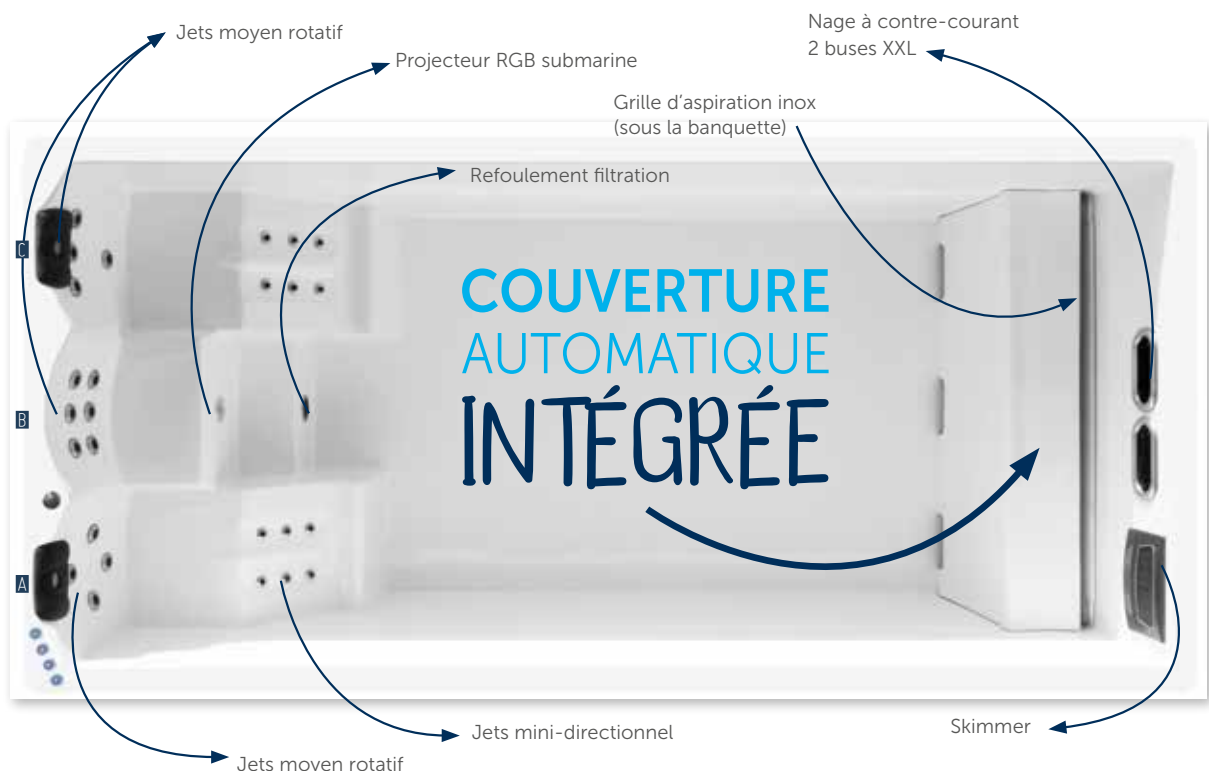 Nage à contre-courant
2 buses XXL
Jets moyen rotatif
Projecteur RGB submarine
Grille d’aspiration inox
(sous la banquette)
Refoulement filtration
C
COUVERTURE
AUTOMATIQUE
INTÉGRÉE
B
A
Skimmer
Jets mini-directionnel
Jets moyen rotatif